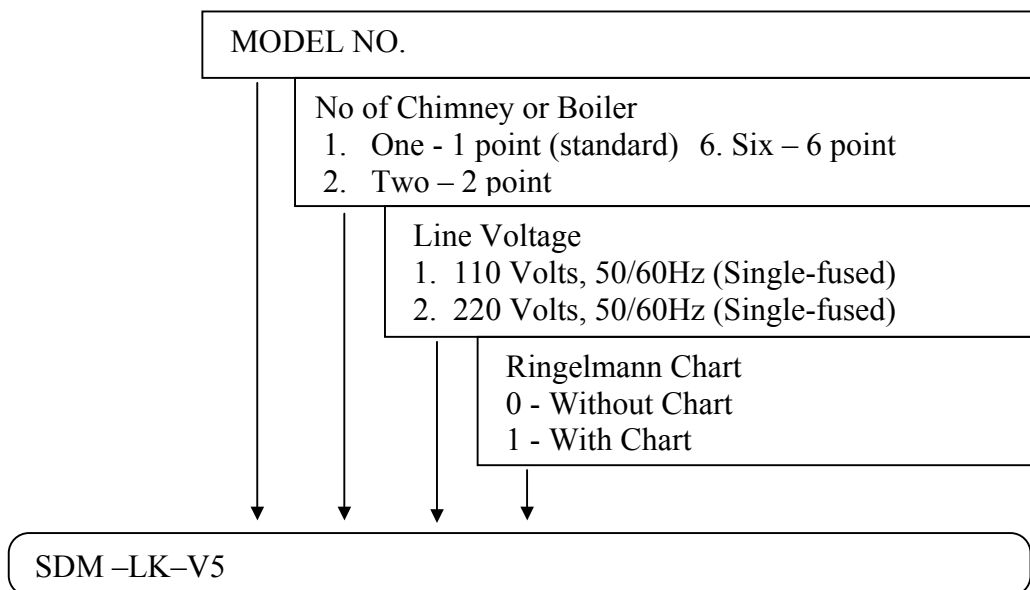 MODEL NO.
No of Chimney or Boiler
1. One - 1 point (standard) 6. Six – 6 point
2. Two – 2 point
Line Voltage
1. 110 Volts, 50/60Hz (Single-fused)
2. 220 Volts, 50/60Hz (Single-fused)
Ringelmann Chart
0 - Without Chart
1 - With Chart
SDM –LK–V5